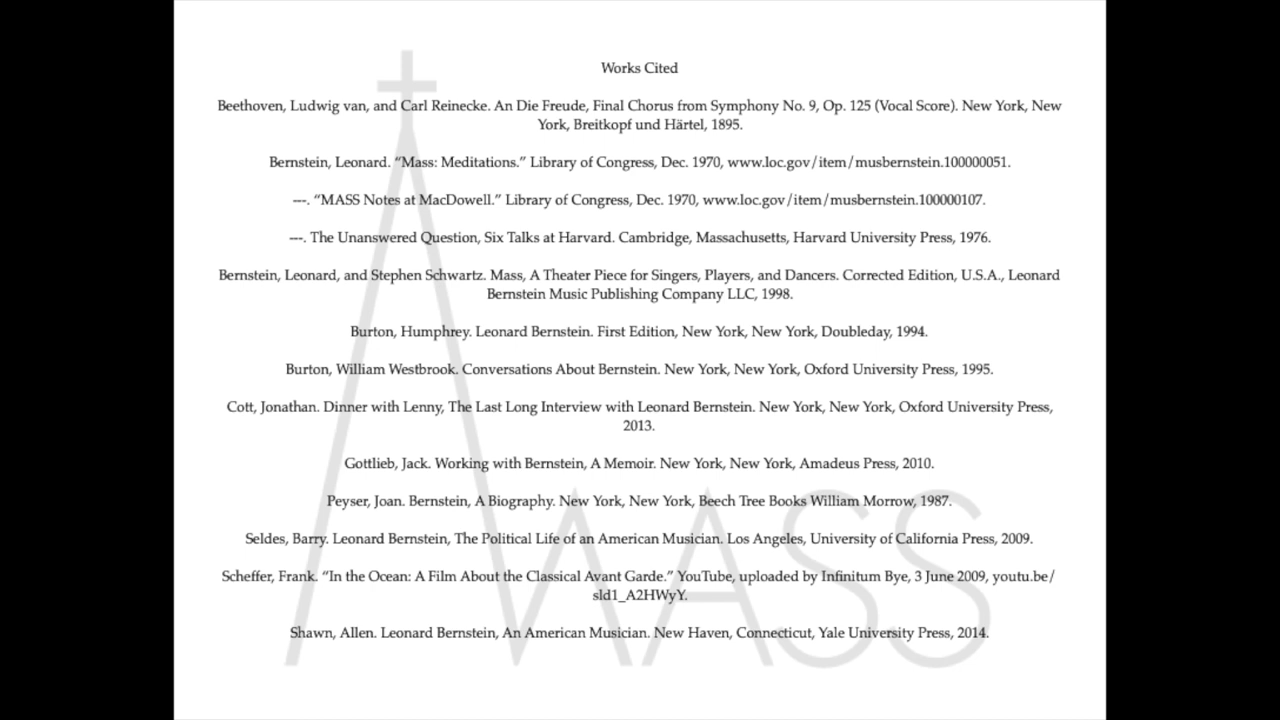 Works Cited
Beethoven, Ludwig van, and Carl Reinecke. An Die Freude, Final Chorus from Symphony No. 9, Op. 125 (Vocal Score). New York, New
York, Breitkopf und Härtel, 1895.
Bernstein, Leonard. “Mass: Meditations.” Library of Congress, Dec. 1970, www.loc.gov/item/musbernstein.100000051.
---. “MASS Notes at MacDowell.” Library of Congress, Dec. 1970, www.loc.gov/item/musbernstein.100000107.
---. The Unanswered Question, Six Talks at Harvard. Cambridge, Massachusetts, Harvard University Press, 1976.
Bernstein, Leonard, and Stephen Schwartz. Mass, A Theater Piece for Singers, Players, and Dancers. Corrected Edition, U.S.A., Leonard
Bernstein Music Publishing Company LLC, 1998.
Burton, Humphrey. Leonard Bernstein. First Edition, New York, New York, Doubleday, 1994.
Burton, William Westbrook. Conversations About Bernstein. New York, New York, Oxford University Press, 1995.
Cott, Jonathan. Dinner with Lenny, The Last Long Interview with Leonard Bernstein. New York, New York, Oxford University Press,
2013.
Gottlieb, Jack. Working with Bernstein, A Memoir. New York, New York, Amadeus Press, 2010.
Peyser, Joan. Bernstein, A Biography. New York, New York, Beech Tree Books William Morrow, 1987.
Seldes, Barry. Leonard Bernstein, The Political Life of an American Musician. Los Angeles, University of California Press, 2009.
Scheffer, Frank. “In the Ocean: A Film About the Classical Avant Garde.” YouTube, uploaded by Infinitum Bye, 3 June 2009, youtu.be/
sld1_A2HWyY.
Shawn, Allen. Leonard Bernstein, An American Musician. New Haven, Connecticut, Yale University Press, 2014.
MASS